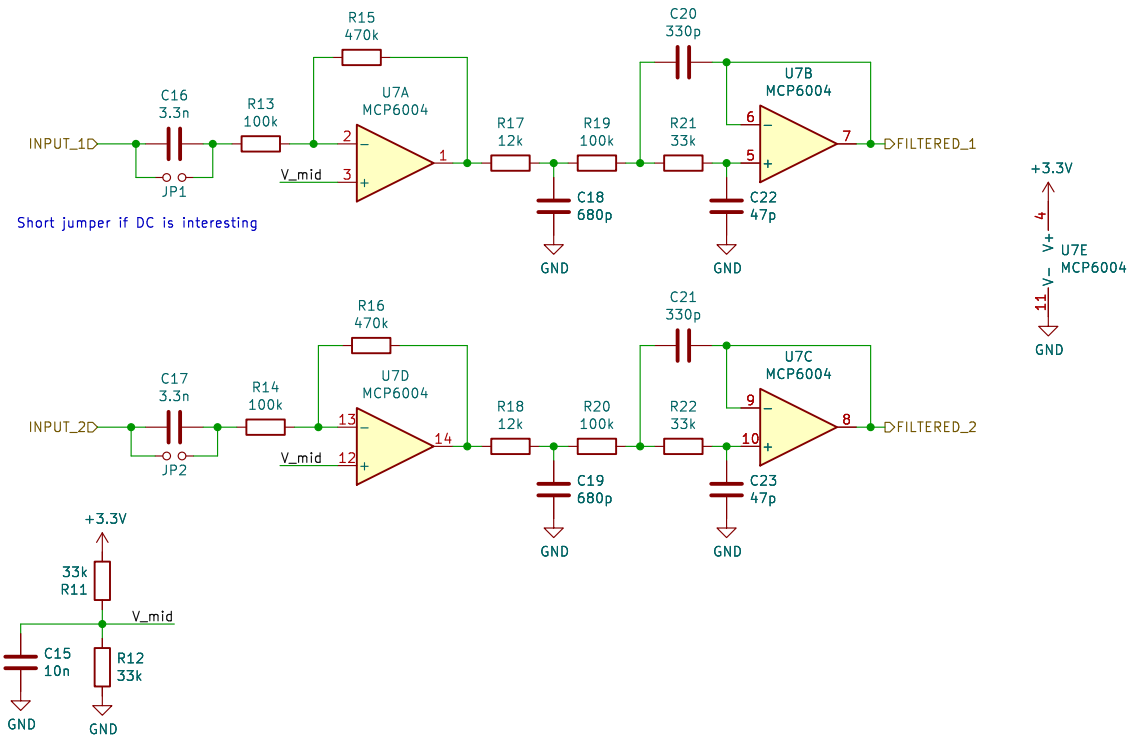 R15
470k
C20
330p
U7B
MCP6004
C16
3.3n
R13
100k
U7A
MCP6004
R17
12k
R19
100k
R21
33k
6
−
7
FILTERED_1
INPUT_1
2
−
1
5
+
V_mid
3
+
JP1
C18
680p
C22
47p
Short jumper if DC is interesting
GND
GND
+3.3V
4
V+
U7E
MCP6004
V-
11
GND
R16
470k
C21
330p
U7C
MCP6004
C17
3.3n
R14
100k
U7D
MCP6004
R18
12k
R20
100k
R22
33k
9
−
8
FILTERED_2
INPUT_2
13
−
14
10
+
V_mid
12
+
JP2
C19
680p
C23
47p
GND
GND
+3.3V
33k
R11
V_mid
C15
10n
R12
33k
GND
GND